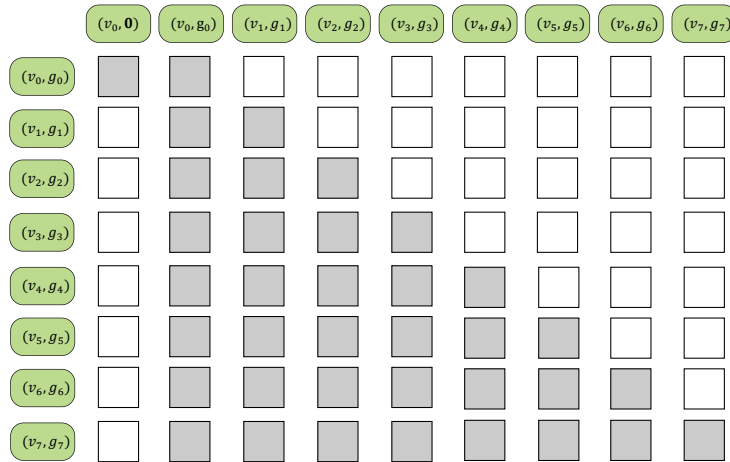 (v₀, 𝟎) (v₀, g₀) (v₁, g₁) (v₂, g₂) (v₃, g₃) (v₄, g₄) (v₅, g₅) (v₆, g₆) (v₇, g₇)
(v₀, g₀)
(v₁, g₁)
(v₂, g₂)
(v₃, g₃)
(v₄, g₄)
(v₅, g₅)
(v₆, g₆)
(v₇, g₇)